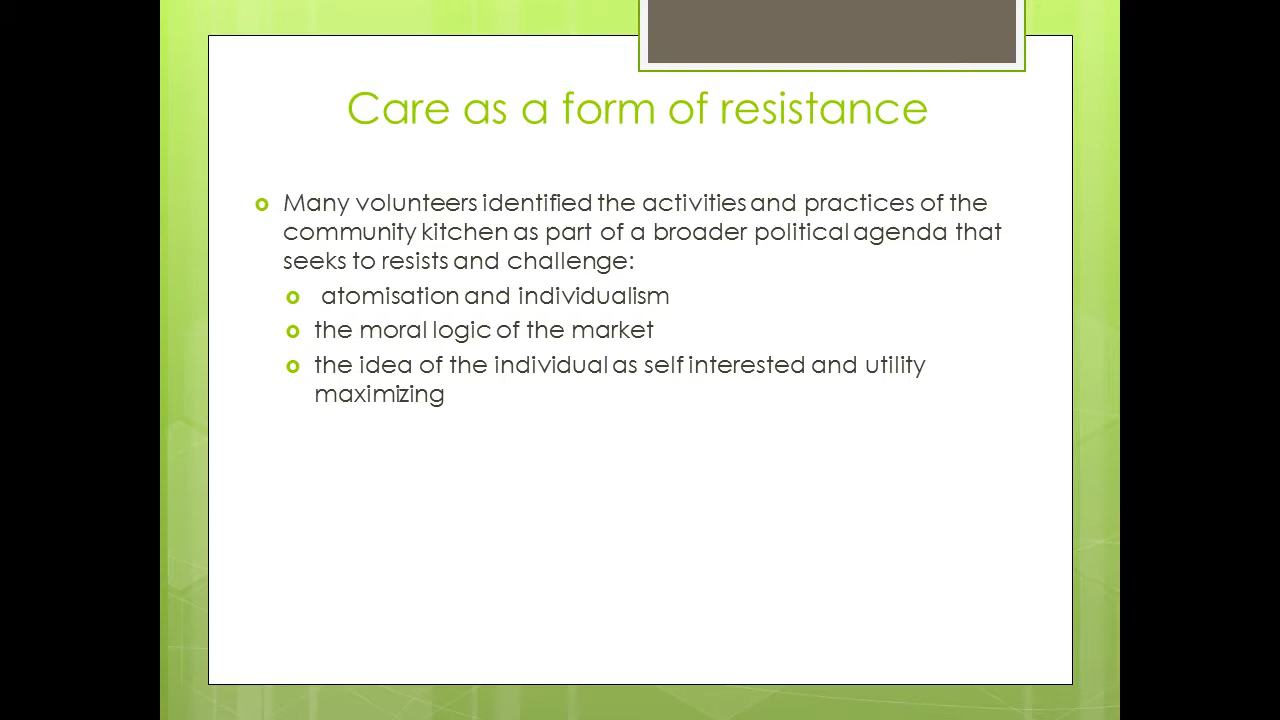 Care as a form of resistance
Many volunteers identified the activities and practices of the
community kitchen as part of a broader political agenda that
seeks to resists and challenge:
atomisation and individualism
the moral logic of the market
the idea of the individual as self interested and utility
maximizing